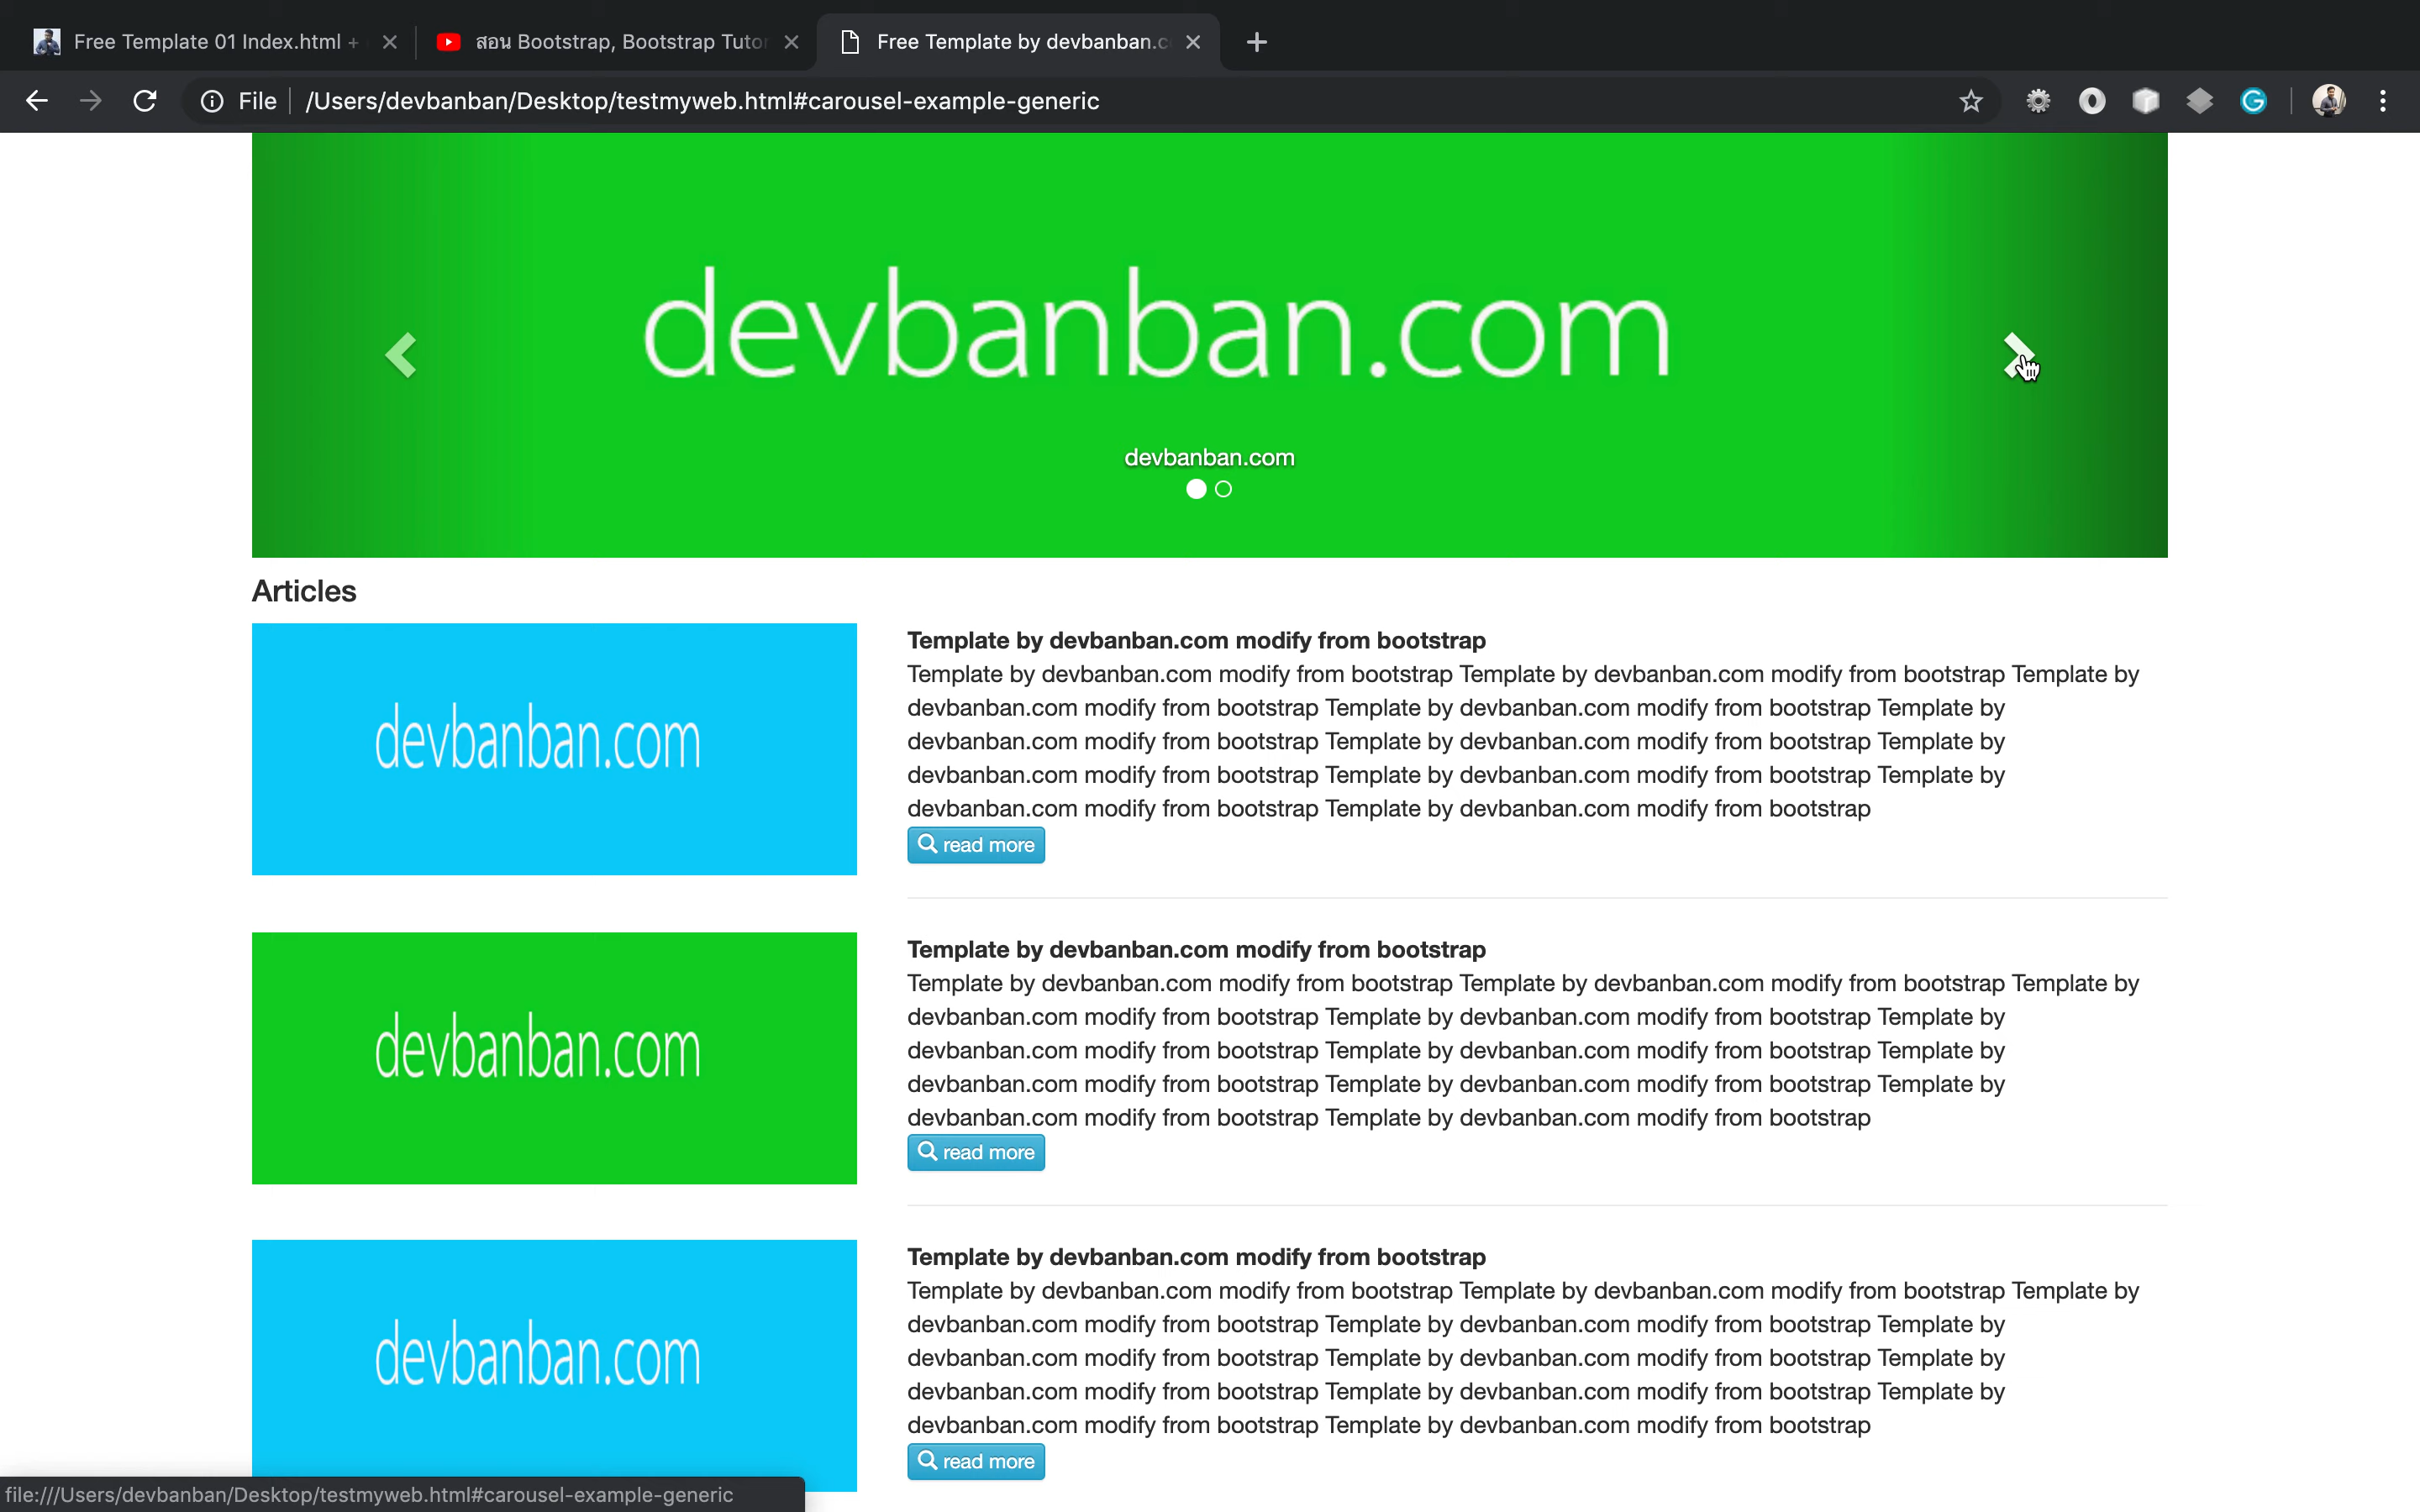 Free Template 01 Index.html +
สอน Bootstrap, Bootstrap Tutor
Free Template by devbanban.c
File /Users/devbanban/Desktop/testmyweb.html#carousel-example-generic
devbanban.com
devbanban.com
Articles
devbanban.com
Template by devbanban.com modify from bootstrap
Template by devbanban.com modify from bootstrap Template by devbanban.com modify from bootstrap Template by
devbanban.com modify from bootstrap Template by devbanban.com modify from bootstrap Template by
devbanban.com modify from bootstrap Template by devbanban.com modify from bootstrap Template by
devbanban.com modify from bootstrap Template by devbanban.com modify from bootstrap Template by
devbanban.com modify from bootstrap Template by devbanban.com modify from bootstrap
read more
devbanban.com
Template by devbanban.com modify from bootstrap
Template by devbanban.com modify from bootstrap Template by devbanban.com modify from bootstrap Template by
devbanban.com modify from bootstrap Template by devbanban.com modify from bootstrap Template by
devbanban.com modify from bootstrap Template by devbanban.com modify from bootstrap Template by
devbanban.com modify from bootstrap Template by devbanban.com modify from bootstrap Template by
devbanban.com modify from bootstrap Template by devbanban.com modify from bootstrap
read more
devbanban.com
Template by devbanban.com modify from bootstrap
Template by devbanban.com modify from bootstrap Template by devbanban.com modify from bootstrap Template by
devbanban.com modify from bootstrap Template by devbanban.com modify from bootstrap Template by
devbanban.com modify from bootstrap Template by devbanban.com modify from bootstrap Template by
devbanban.com modify from bootstrap Template by devbanban.com modify from bootstrap Template by
devbanban.com modify from bootstrap Template by devbanban.com modify from bootstrap
read more
file:///Users/devbanban/Desktop/testmyweb.html#carousel-example-generic